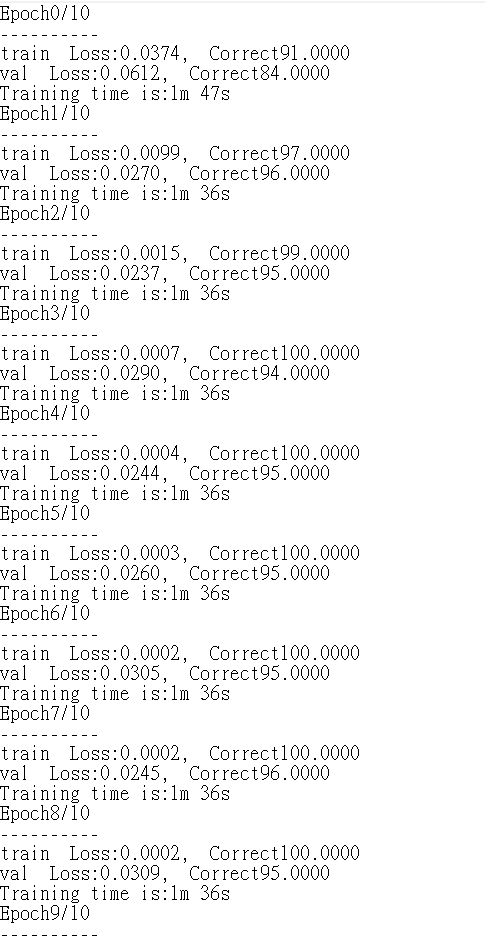 Epoch0/10
----------
train  Loss:0.0374,  Correct91.0000
val  Loss:0.0612,  Correct84.0000
Training time is:1m 47s
Epoch1/10
----------
train  Loss:0.0099,  Correct97.0000
val  Loss:0.0270,  Correct96.0000
Training time is:1m 36s
Epoch2/10
----------
train  Loss:0.0015,  Correct99.0000
val  Loss:0.0237,  Correct95.0000
Training time is:1m 36s
Epoch3/10
----------
train  Loss:0.0007,  Correct100.0000
val  Loss:0.0290,  Correct94.0000
Training time is:1m 36s
Epoch4/10
----------
train  Loss:0.0004,  Correct100.0000
val  Loss:0.0244,  Correct95.0000
Training time is:1m 36s
Epoch5/10
----------
train  Loss:0.0003,  Correct100.0000
val  Loss:0.0260,  Correct95.0000
Training time is:1m 36s
Epoch6/10
----------
train  Loss:0.0002,  Correct100.0000
val  Loss:0.0305,  Correct95.0000
Training time is:1m 36s
Epoch7/10
----------
train  Loss:0.0002,  Correct100.0000
val  Loss:0.0245,  Correct96.0000
Training time is:1m 36s
Epoch8/10
----------
train  Loss:0.0002,  Correct100.0000
val  Loss:0.0309,  Correct95.0000
Training time is:1m 36s
Epoch9/10
----------